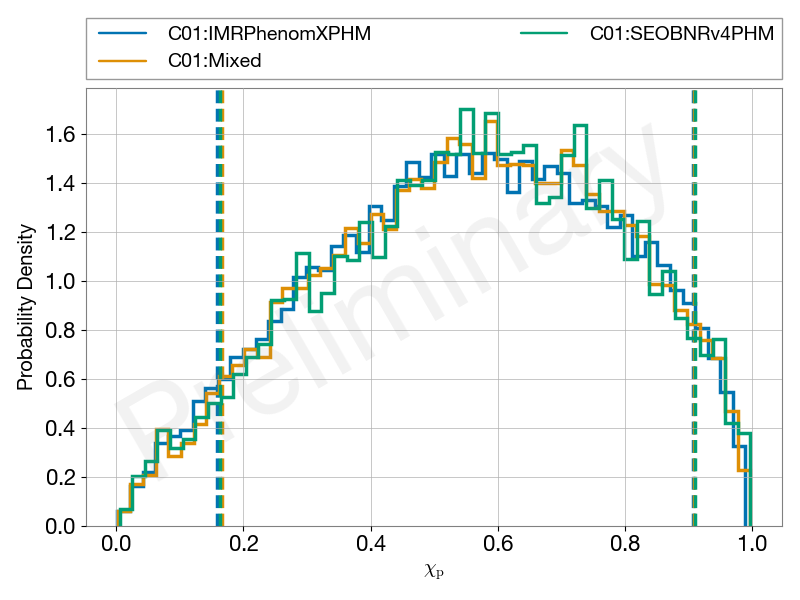 C01:IMRPhenomXPHM
C01:Mixed
C01:SEOBNRv4PHM
Preliminary
Probability Density
1.6
1.4
1.2
1.0
0.8
0.6
0.4
0.2
0.0
0.0 0.2 0.4 0.6 0.8 1.0
χp